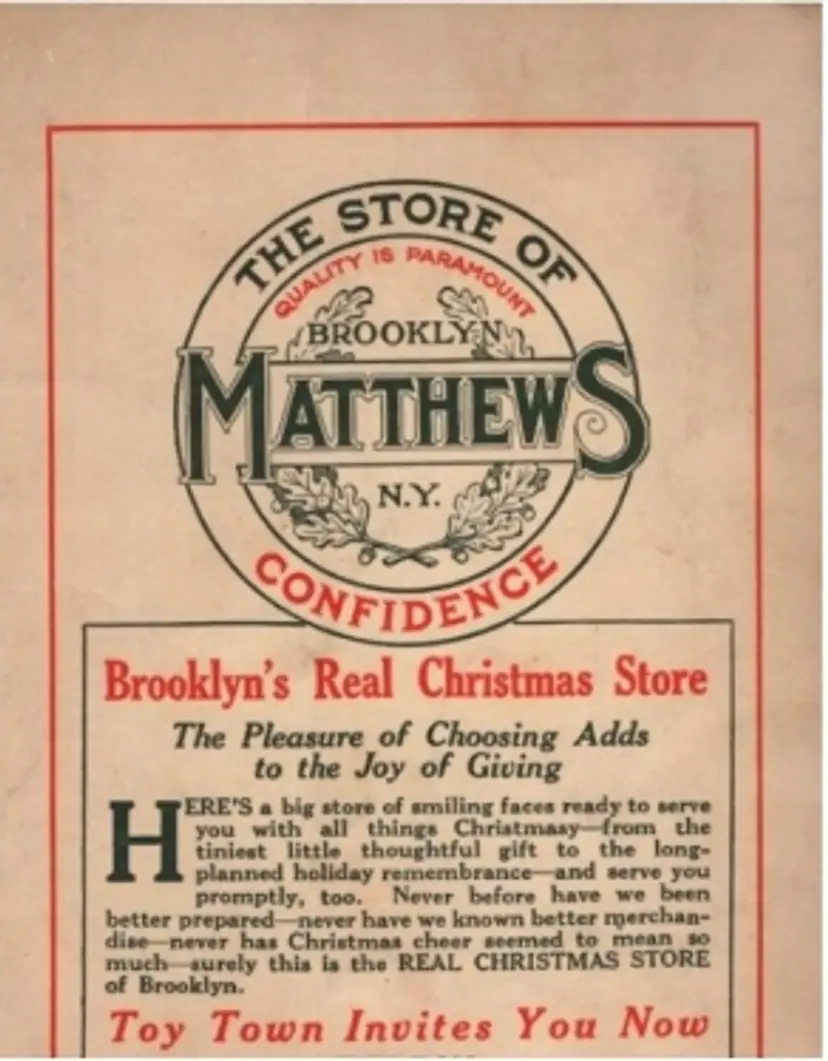 THE STORE OF
QUALITY IS PARAMOUNT
BROOKLYN
MATTHEWS
N.Y.
CONFIDENCE
Brooklyn's Real Christmas Store
The Pleasure of Choosing Adds
to the Joy of Giving
HERE'S a big store of smiling faces ready to serve
you with all things Christmasy—from the
tiniest little thoughtful gift to the long-
planned holiday remembrance—and serve you
promptly, too. Never before have we been
better prepared—never have we known better merchan-
dise—never has Christmas cheer seemed to mean so
much—surely this is the REAL CHRISTMAS STORE
of Brooklyn.
Toy Town Invites You Now